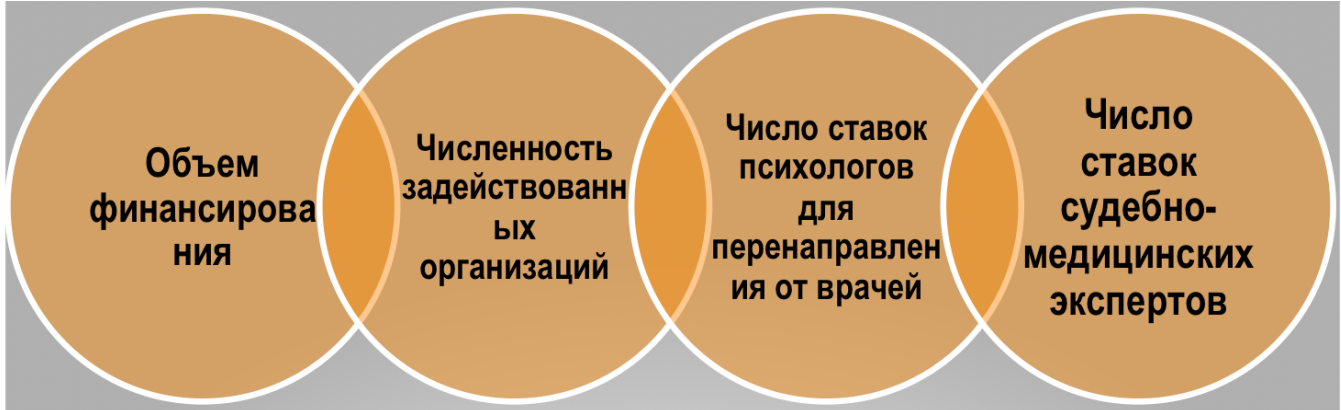 Объем
финансирова
ния
Численность
задействованн
ых
организаций
Число ставок
психологов
для
перенаправлен
ия от врачей
Число
ставок
судебно-
медицинских
экспертов